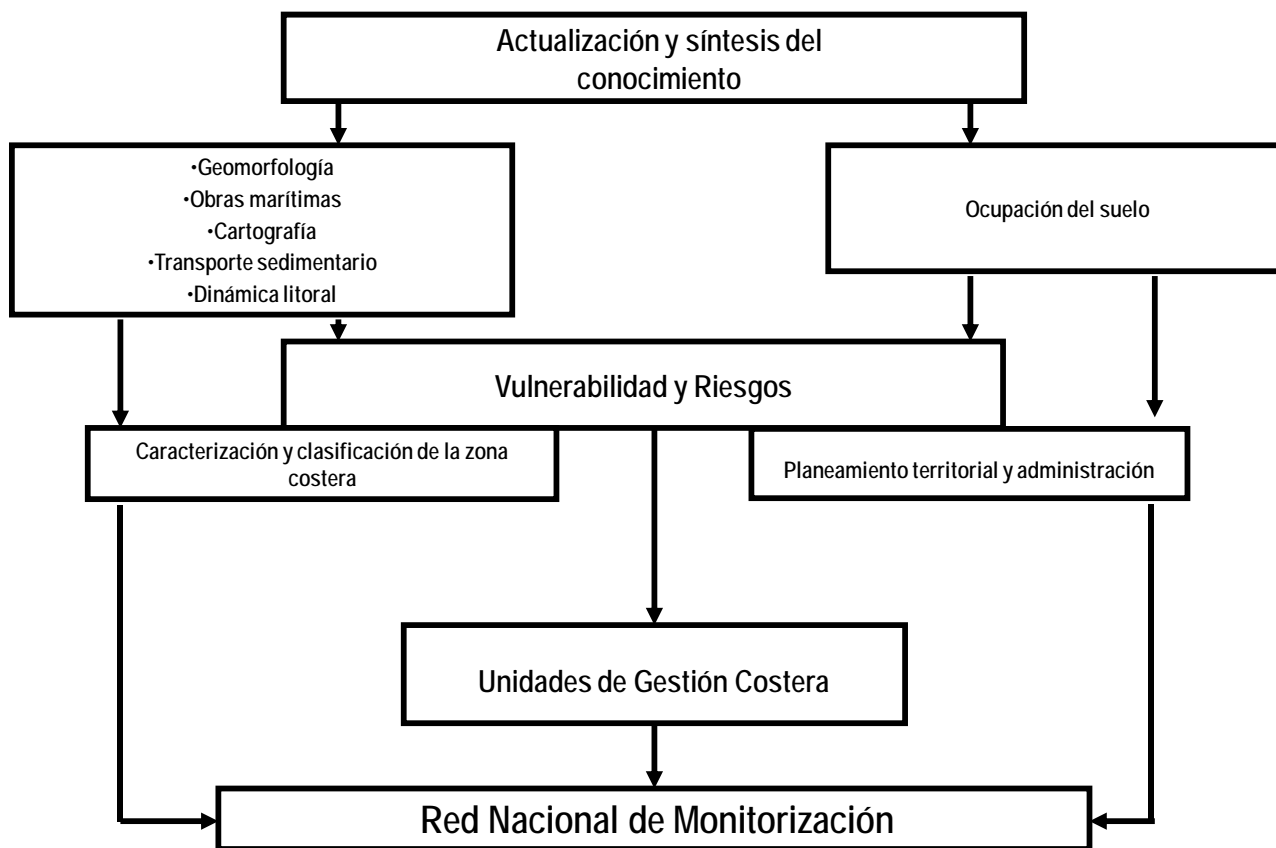 Actualización y síntesis del
conocimiento
•Geomorfología
•Obras marítimas
•Cartografía
•Transporte sedimentario
•Dinámica litoral
Ocupación del suelo
Vulnerabilidad y Riesgos
Caracterización y clasificación de la zona
costera
Planeamiento territorial y administración
Unidades de Gestión Costera
Red Nacional de Monitorización